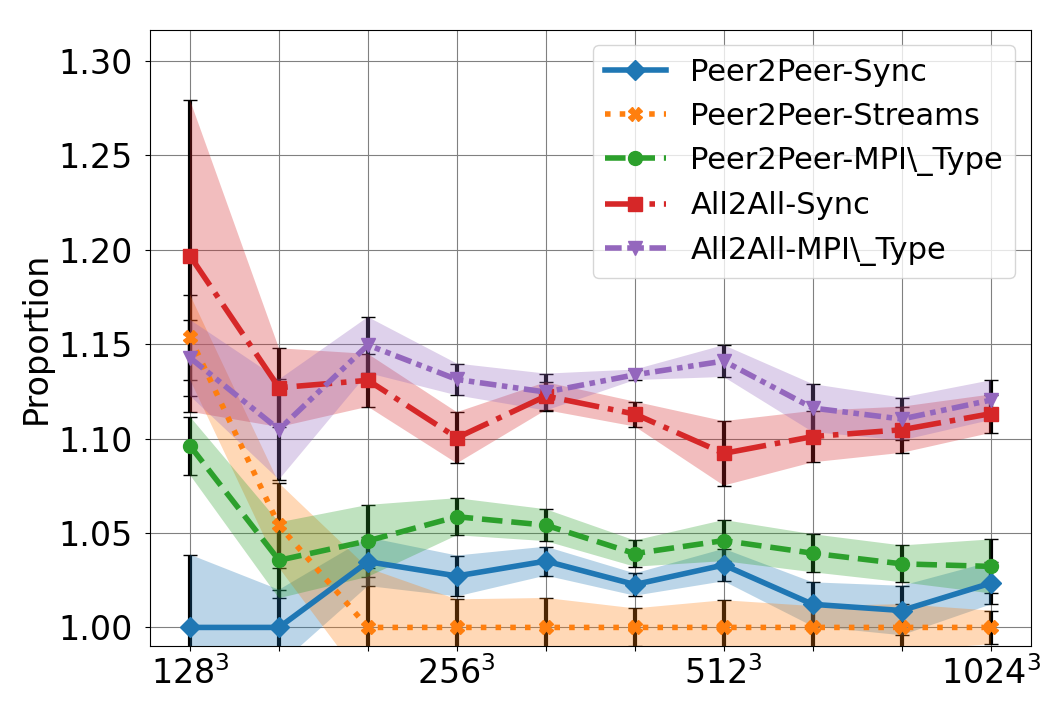 Proportion
1.30
1.25
1.20
1.15
1.10
1.05
1.00
128³
256³
512³
1024³
Peer2Peer-Sync
Peer2Peer-Streams
Peer2Peer-MPI\_Type
All2All-Sync
All2All-MPI\_Type